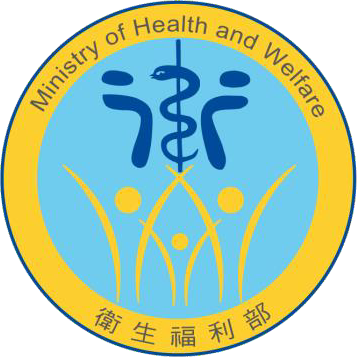 Ministry of Health and Welfare
衛生福利部